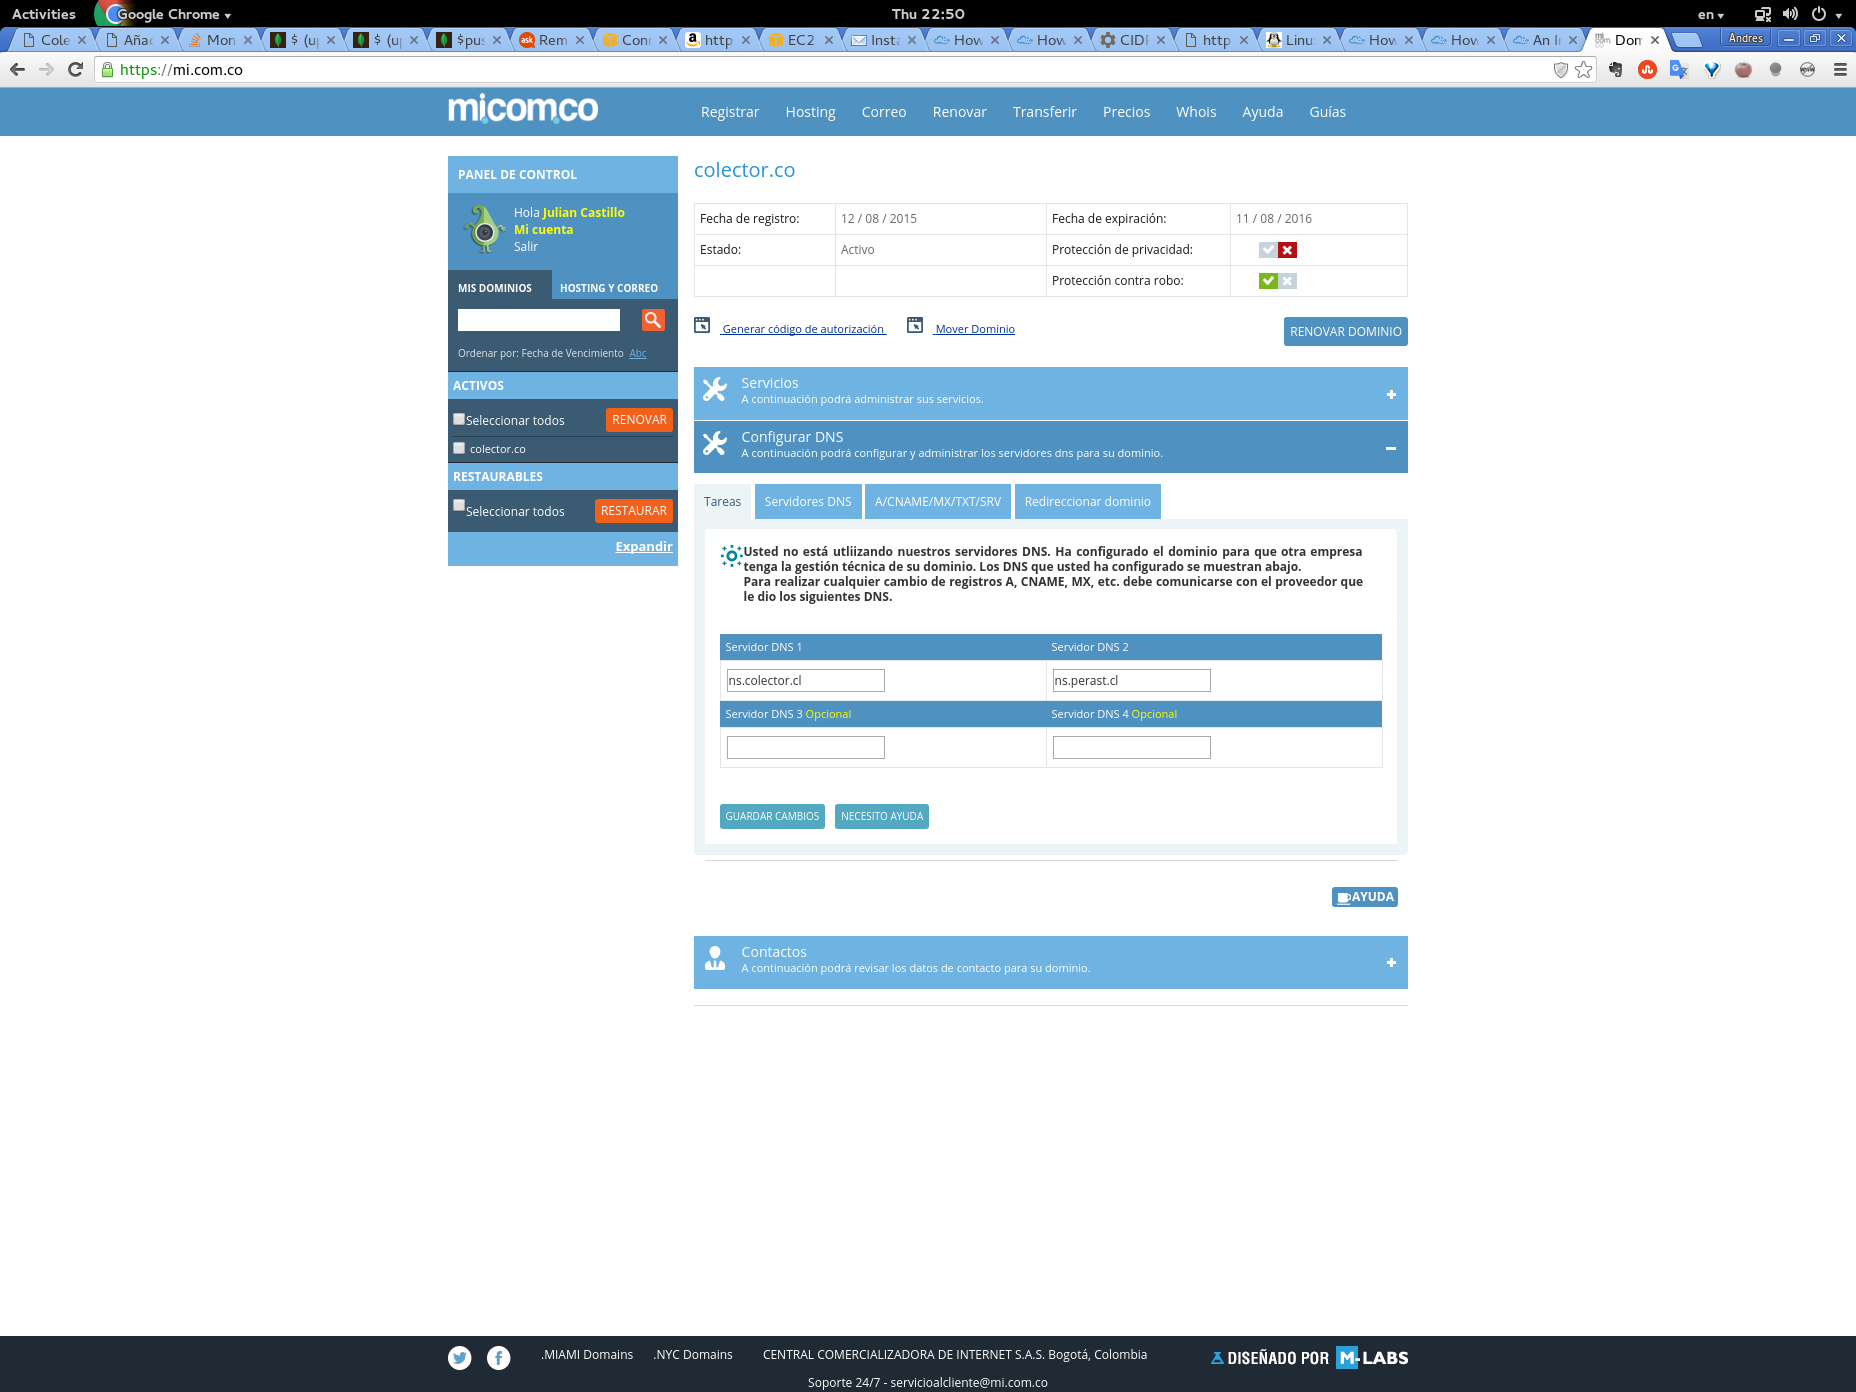 Activities
Google Chrome
Thu 22:50
en
Cole
Añac
Mon
$ (up
$ (up
$pus
Rem
Con
http
EC2
Insta
How
How
CIDR
http
Linu
How
How
An I
Dom
Andres
https://mi.com.co
micomco
Registrar
Hosting
Correo
Renovar
Transferir
Precios
Whois
Ayuda
Guías
PANEL DE CONTROL
Hola Julian Castillo
Mi cuenta
Salir
MIS DOMINIOS
HOSTING Y CORREO
Ordenar por: Fecha de Vencimiento Abc
ACTIVOS
Seleccionar todos
RENOVAR
colector.co
RESTAURABLES
Seleccionar todos
RESTAURAR
Expandir
colector.co
Fecha de registro: 12 / 08 / 2015 Fecha de expiración: 11 / 08 / 2016
Estado: Activo Protección de privacidad:
Protección contra robo:
Generar código de autorización
Mover Dominio
RENOVAR DOMINIO
Servicios
A continuación podrá administrar sus servicios.
Configurar DNS
A continuación podrá configurar y administrar los servidores dns para su dominio.
Tareas
Servidores DNS
A/CNAME/MX/TXT/SRV
Redireccionar dominio
Usted no está utliizando nuestros servidores DNS. Ha configurado el dominio para que otra empresa
tenga la gestión técnica de su dominio. Los DNS que usted ha configurado se muestran abajo.
Para realizar cualquier cambio de registros A, CNAME, MX, etc. debe comunicarse con el proveedor que
le dio los siguientes DNS.
Servidor DNS 1 Servidor DNS 2
ns.colector.cl ns.perast.cl
Servidor DNS 3 Opcional Servidor DNS 4 Opcional
GUARDAR CAMBIOS
NECESITO AYUDA
AYUDA
Contactos
A continuación podrá revisar los datos de contacto para su dominio.
.MIAMI Domains
.NYC Domains
CENTRAL COMERCIALIZADORA DE INTERNET S.A.S. Bogotá, Colombia
DISEÑADO POR M-LABS
Soporte 24/7 - servicioalcliente@mi.com.co